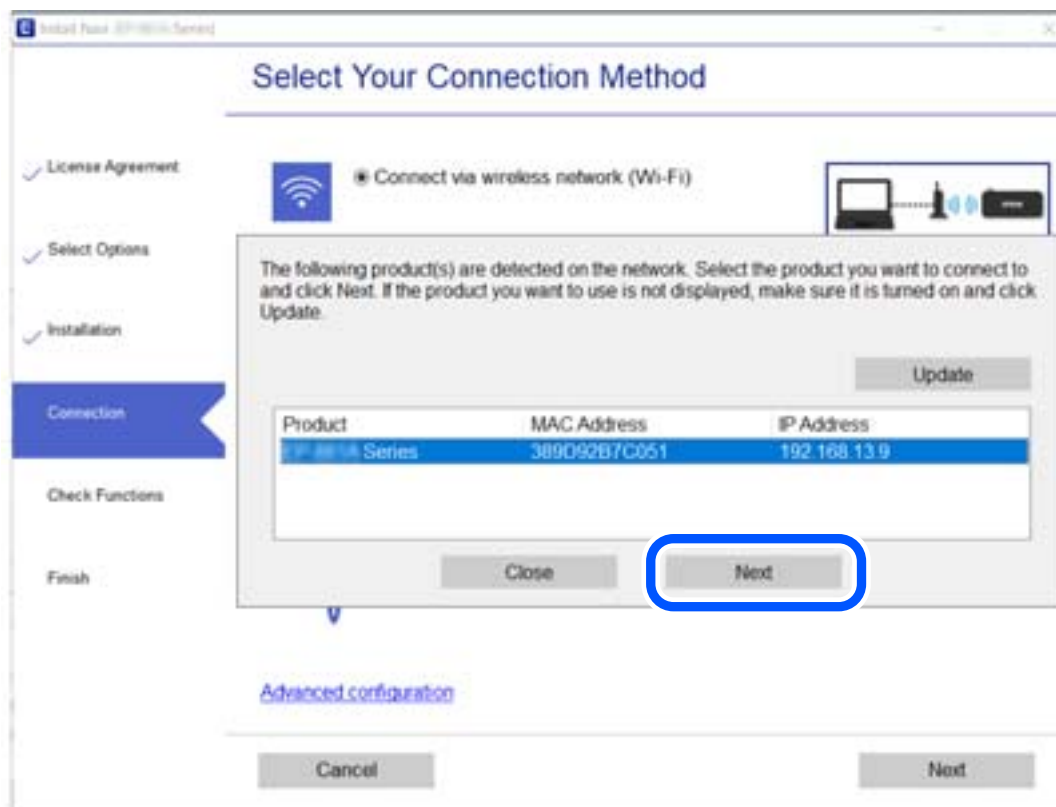 Series
Select Your Connection Method
License Agreement
Connect via wireless network (Wi-Fi)
Select Options
The following product(s) are detected on the network. Select the product you want to connect to
and click Next. If the product you want to use is not displayed, make sure it is turned on and click
Update.
Installation
Update
Connection
Product MAC Address IP Address
Series 389D92B7C051 192.168.13.9
Check Functions
Close Next
Finish
Advanced configuration
Cancel Next